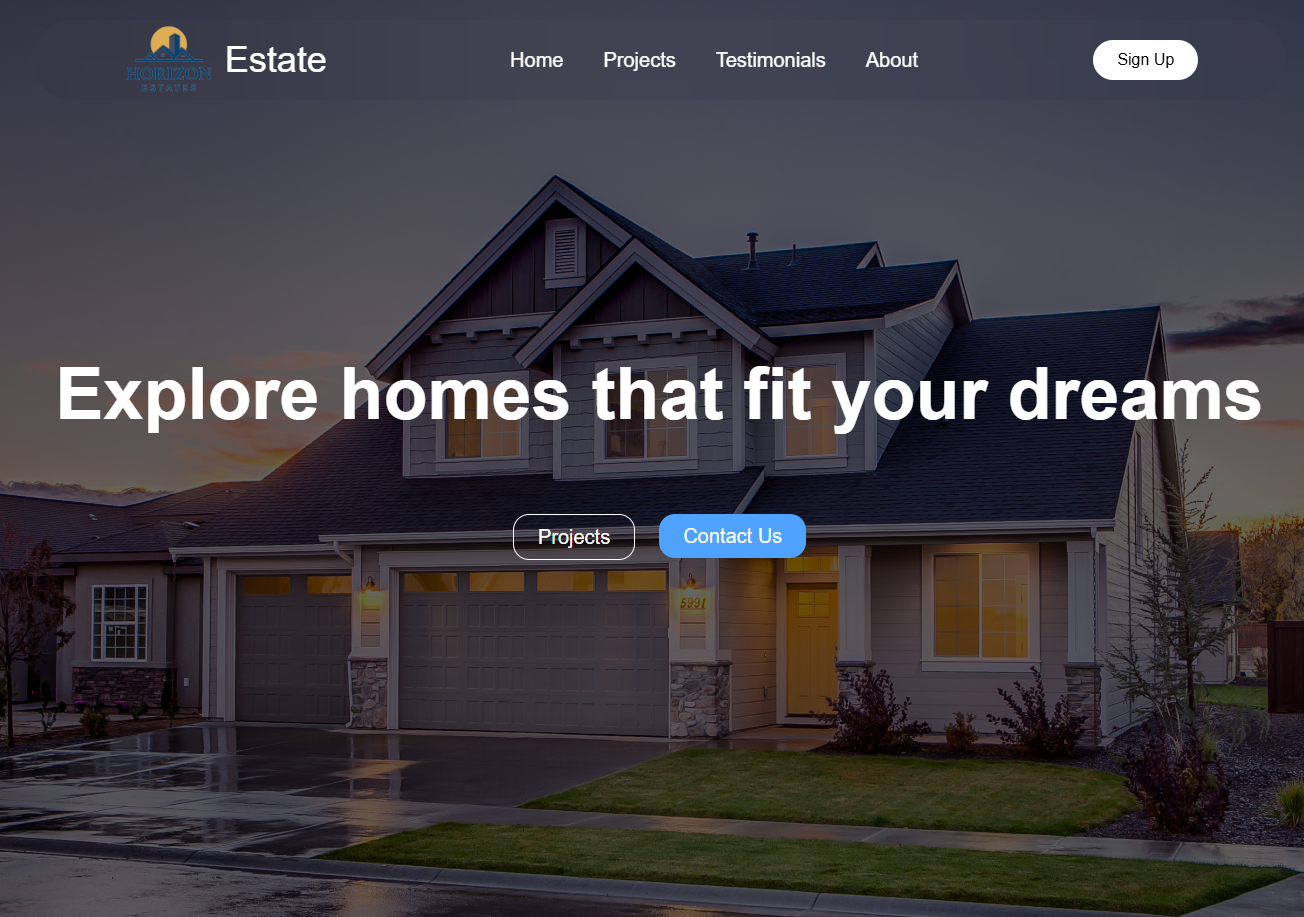 HORIZON
ESTATES
Estate
Home
Projects
Testimonials
About
Sign Up
Explore homes that fit your dreams
Projects
Contact Us
5991